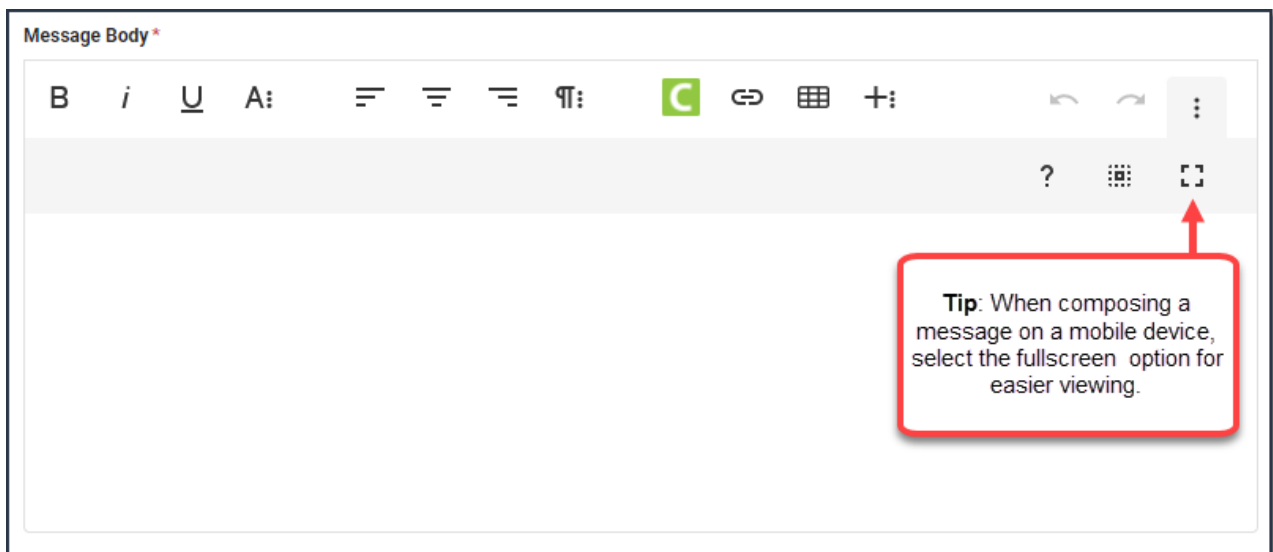 Message Body*
B i U A: ¶: C +:
?
Tip: When composing a
message on a mobile device,
select the fullscreen option for
easier viewing.